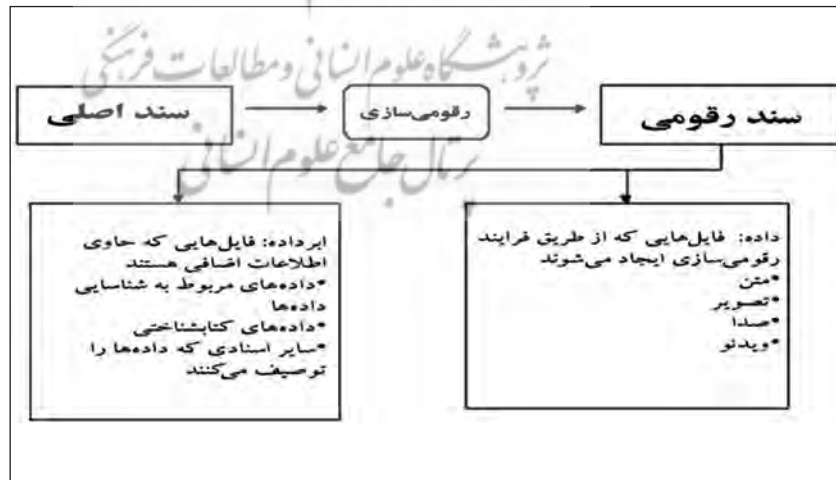 پژوهشگاه علوم انسانی و مطالعات فرهنگی
سند اصلی
رقومی‌سازی
سند رقومی
پرتال جامع علوم انسانی
داده: فایل‌هایی که از طریق فرایند
رقومی‌سازی ایجاد می‌شوند
•متن
•تصویر
•صدا
•ویدئو
ابرداده: فایل‌هایی که حاوی
اطلاعات اضافی هستند
•داده‌های مربوط به شناسایی
داده‌ها
•داده‌های کتابشناختی
•سایر اسنادی که داده‌ها را
توصیف می‌کنند